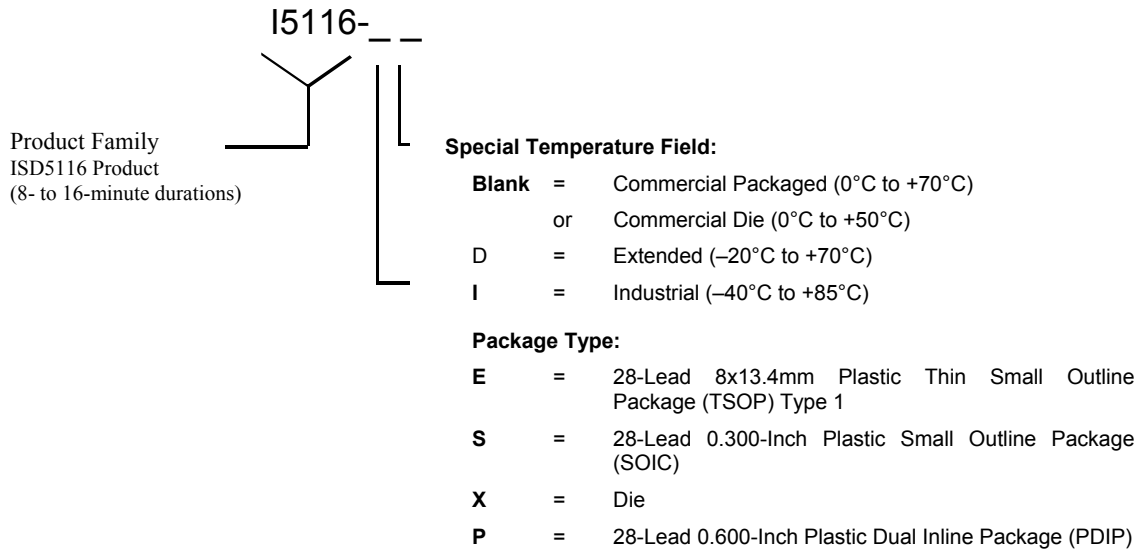 I5116-_ _
Product Family
ISD5116 Product
(8- to 16-minute durations)
Special Temperature Field:
Blank = Commercial Packaged (0°C to +70°C)
or Commercial Die (0°C to +50°C)
D = Extended (–20°C to +70°C)
I = Industrial (–40°C to +85°C)
Package Type:
E = 28-Lead 8x13.4mm Plastic Thin Small Outline
Package (TSOP) Type 1
S = 28-Lead 0.300-Inch Plastic Small Outline Package
(SOIC)
X = Die
P = 28-Lead 0.600-Inch Plastic Dual Inline Package (PDIP)